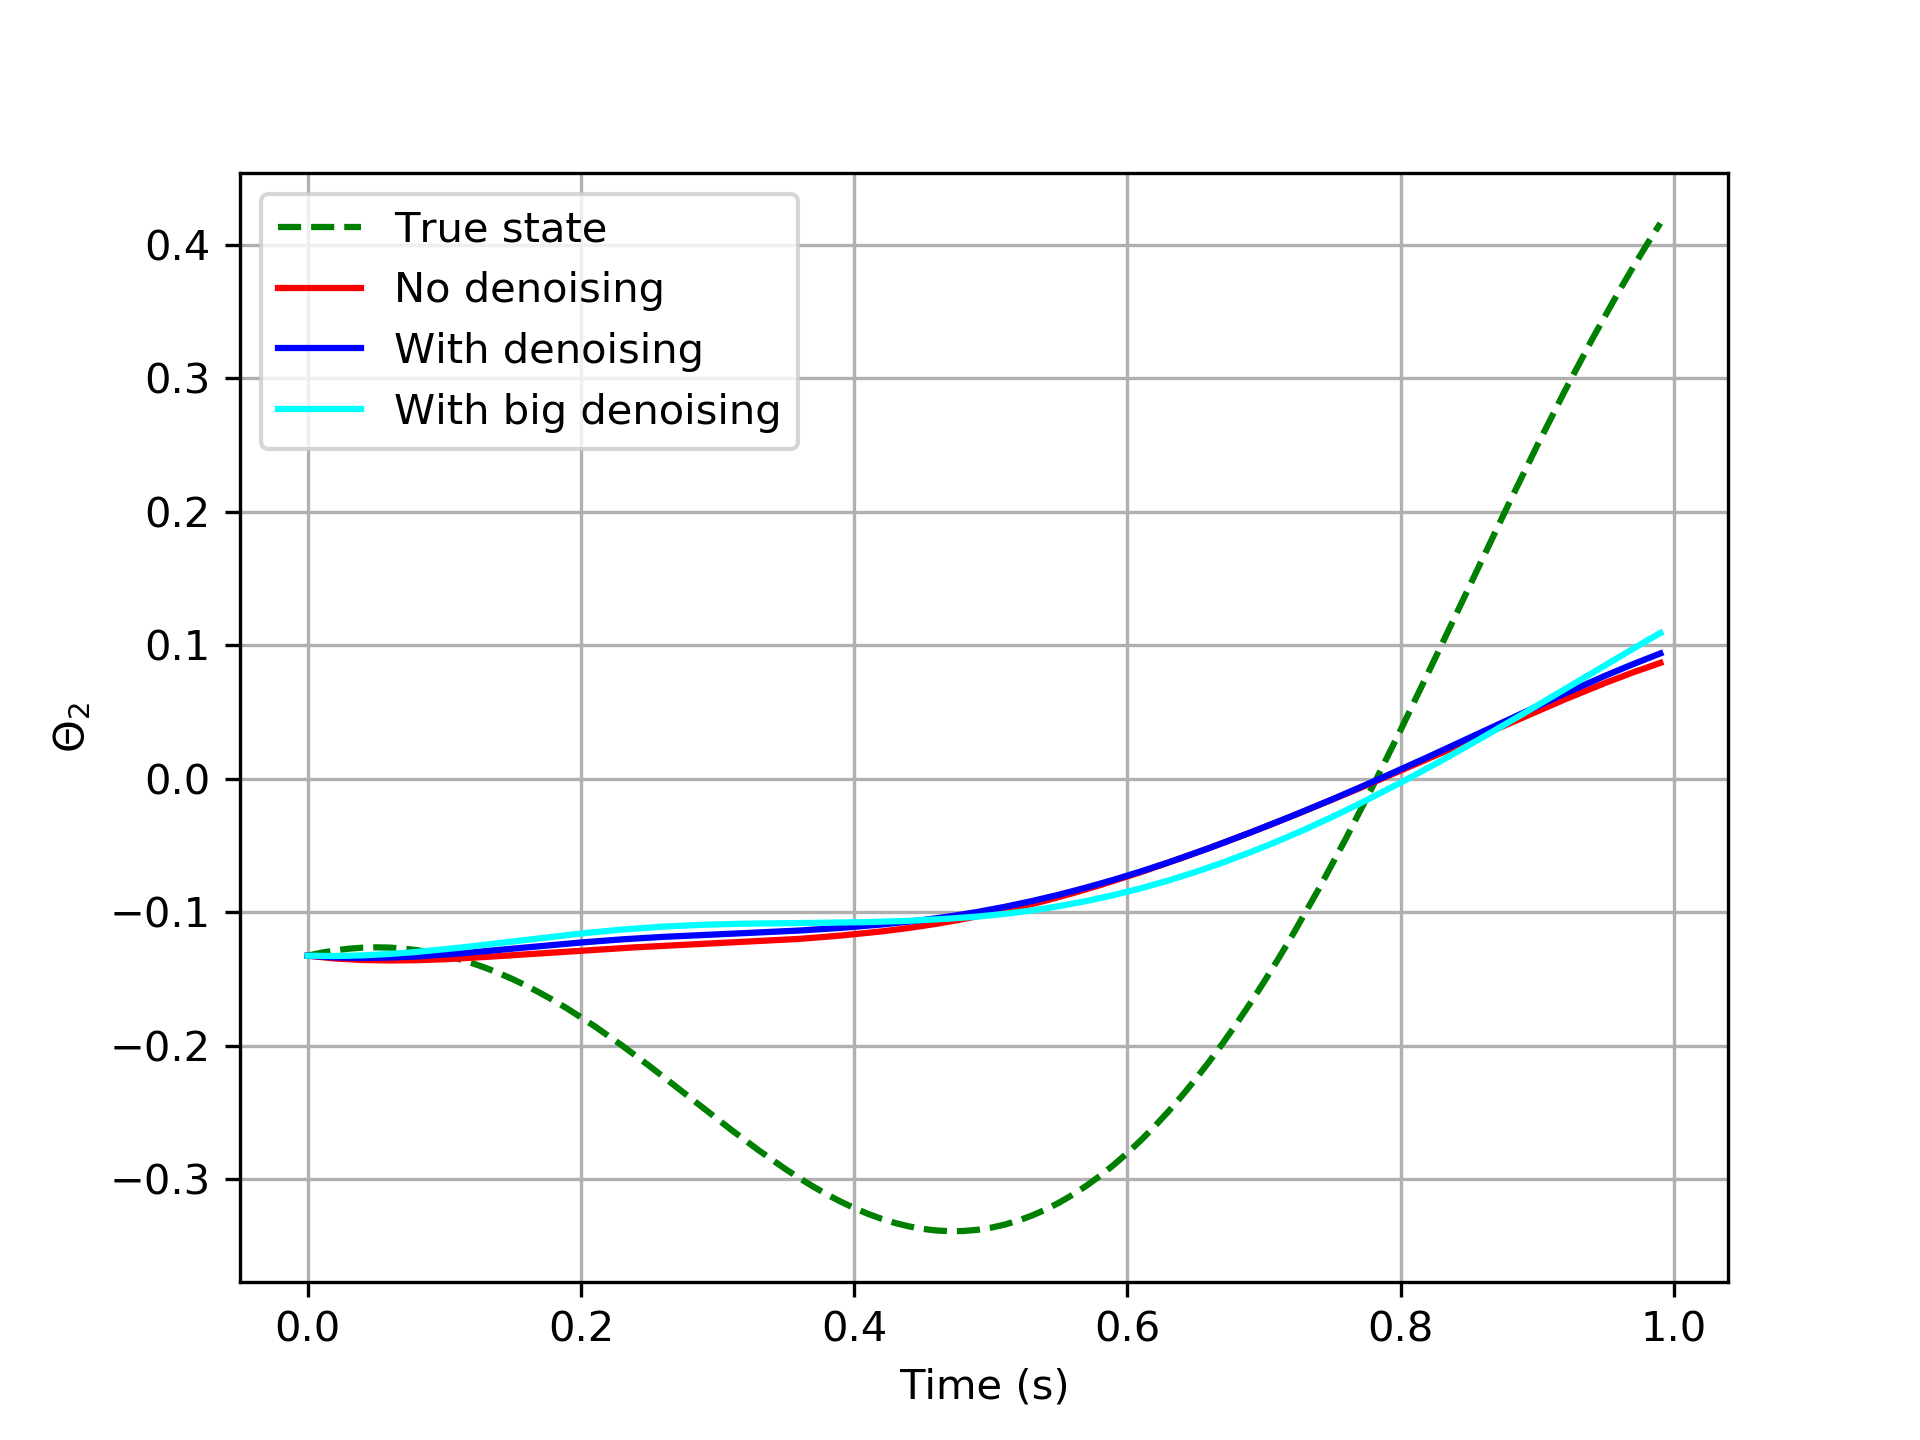 True state
No denoising
With denoising
With big denoising
0.4
0.3
0.2
0.1
0.0
−0.1
−0.2
−0.3
Θ₂
0.0 0.2 0.4 0.6 0.8 1.0
Time (s)